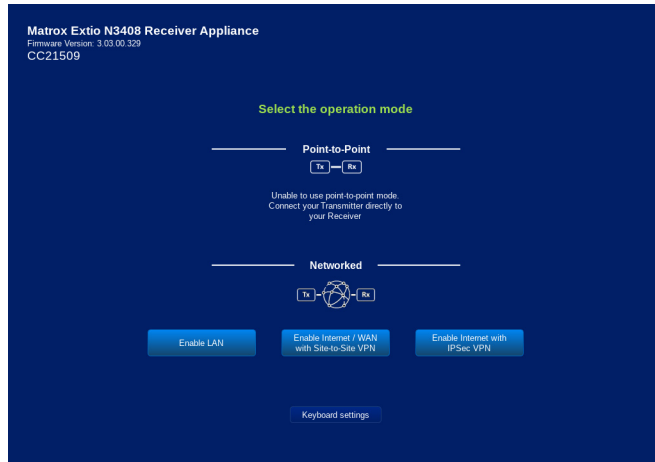 Matrox Extio N3408 Receiver Appliance
Firmware Version: 3.03.00.329
CC21509
Select the operation mode
Point-to-Point
Tx Rx
Unable to use point-to-point mode.
Connect your Transmitter directly to
your Receiver
Networked
Tx Rx
Enable LAN
Enable Internet / WAN
with Site-to-Site VPN
Enable Internet with
IPSec VPN
Keyboard settings